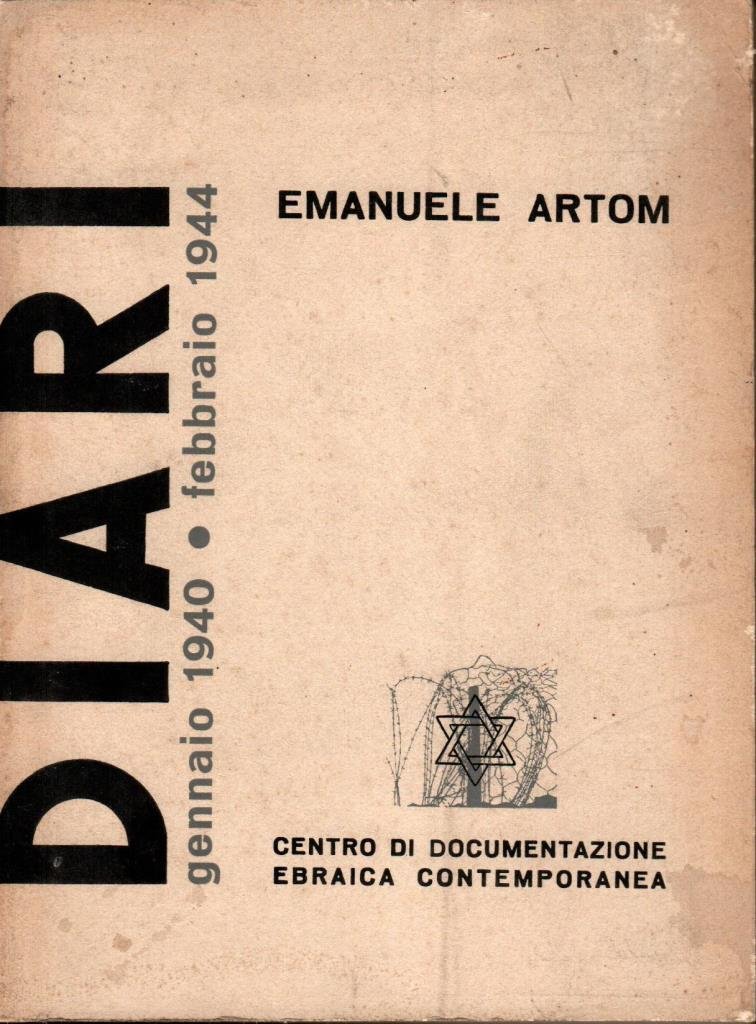 EMANUELE ARTOM
DIARI
gennaio 1940 • febbraio 1944
CENTRO DI DOCUMENTAZIONE
EBRAICA CONTEMPORANEA